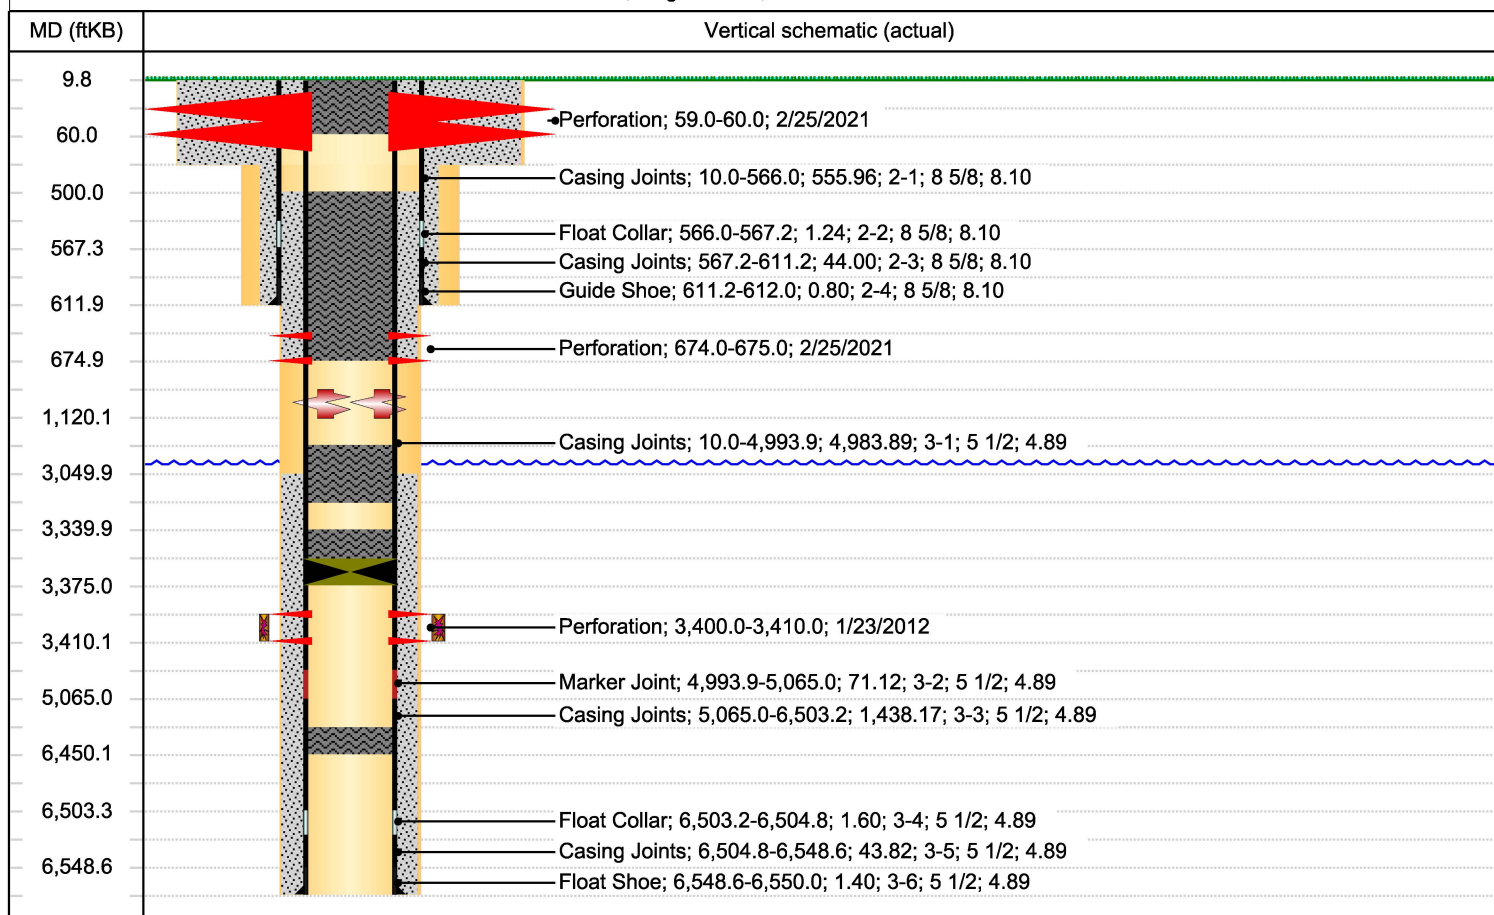 MD (ftKB)
Vertical schematic (actual)
9.8
Perforation; 59.0-60.0; 2/25/2021
60.0
Casing Joints; 10.0-566.0; 555.96; 2-1; 8 5/8; 8.10
500.0
Float Collar; 566.0-567.2; 1.24; 2-2; 8 5/8; 8.10
567.3
Casing Joints; 567.2-611.2; 44.00; 2-3; 8 5/8; 8.10
Guide Shoe; 611.2-612.0; 0.80; 2-4; 8 5/8; 8.10
611.9
Perforation; 674.0-675.0; 2/25/2021
674.9
1,120.1
Casing Joints; 10.0-4,993.9; 4,983.89; 3-1; 5 1/2; 4.89
3,049.9
3,339.9
3,375.0
Perforation; 3,400.0-3,410.0; 1/23/2012
3,410.1
Marker Joint; 4,993.9-5,065.0; 71.12; 3-2; 5 1/2; 4.89
5,065.0
Casing Joints; 5,065.0-6,503.2; 1,438.17; 3-3; 5 1/2; 4.89
6,450.1
6,503.3
Float Collar; 6,503.2-6,504.8; 1.60; 3-4; 5 1/2; 4.89
Casing Joints; 6,504.8-6,548.6; 43.82; 3-5; 5 1/2; 4.89
6,548.6
Float Shoe; 6,548.6-6,550.0; 1.40; 3-6; 5 1/2; 4.89